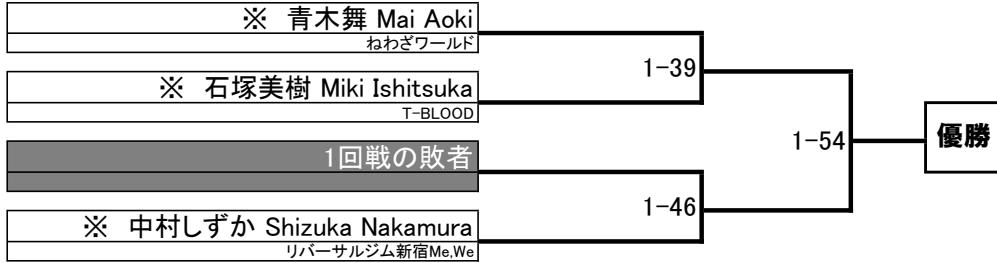 ※ 青木舞 Mai Aoki
ねわざワールド
1-39
※ 石塚美樹 Miki Ishitsuka
T-BLOOD
1-54
優勝
1回戦の敗者
1-46
※ 中村しずか Shizuka Nakamura
リバーサルジム新宿Me,We